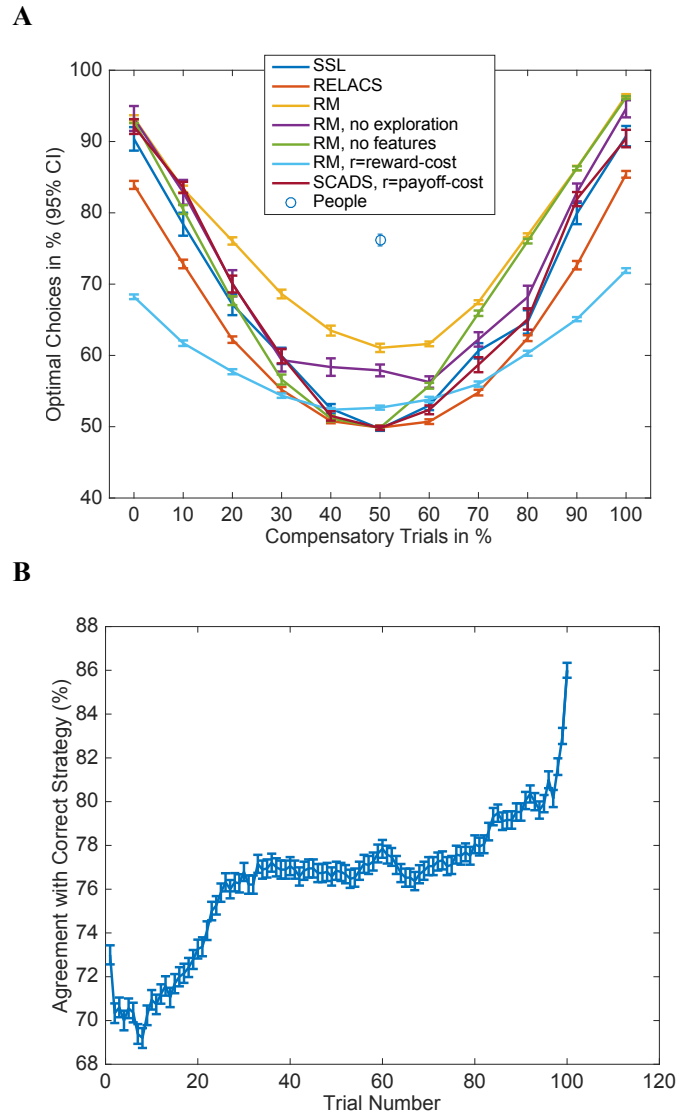 A
SSL
RELACS
RM
RM, no exploration
RM, no features
RM, r=reward-cost
SCADS, r=payoff-cost
People
Optimal Choices in % (95% CI)
100
90
80
70
60
50
40
0 10 20 30 40 50 60 70 80 90 100
Compensatory Trials in %
B
Agreement with Correct Strategy (%)
88
86
84
82
80
78
76
74
72
70
68
0 20 40 60 80 100 120
Trial Number